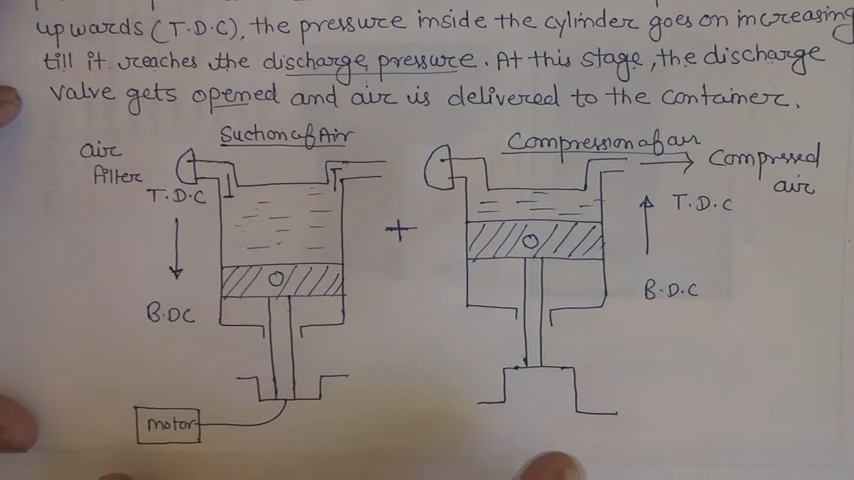 upwards (T.D.C), the pressure inside the cylinder goes on increasing
till it reaches the discharge pressure. At this stage, the discharge
valve gets opened and air is delivered to the container.
Suction of Air
Compression of air
air
filter
Compressed
air
T.D.C
T.D.C
+
B.DC
B.D.C
motor